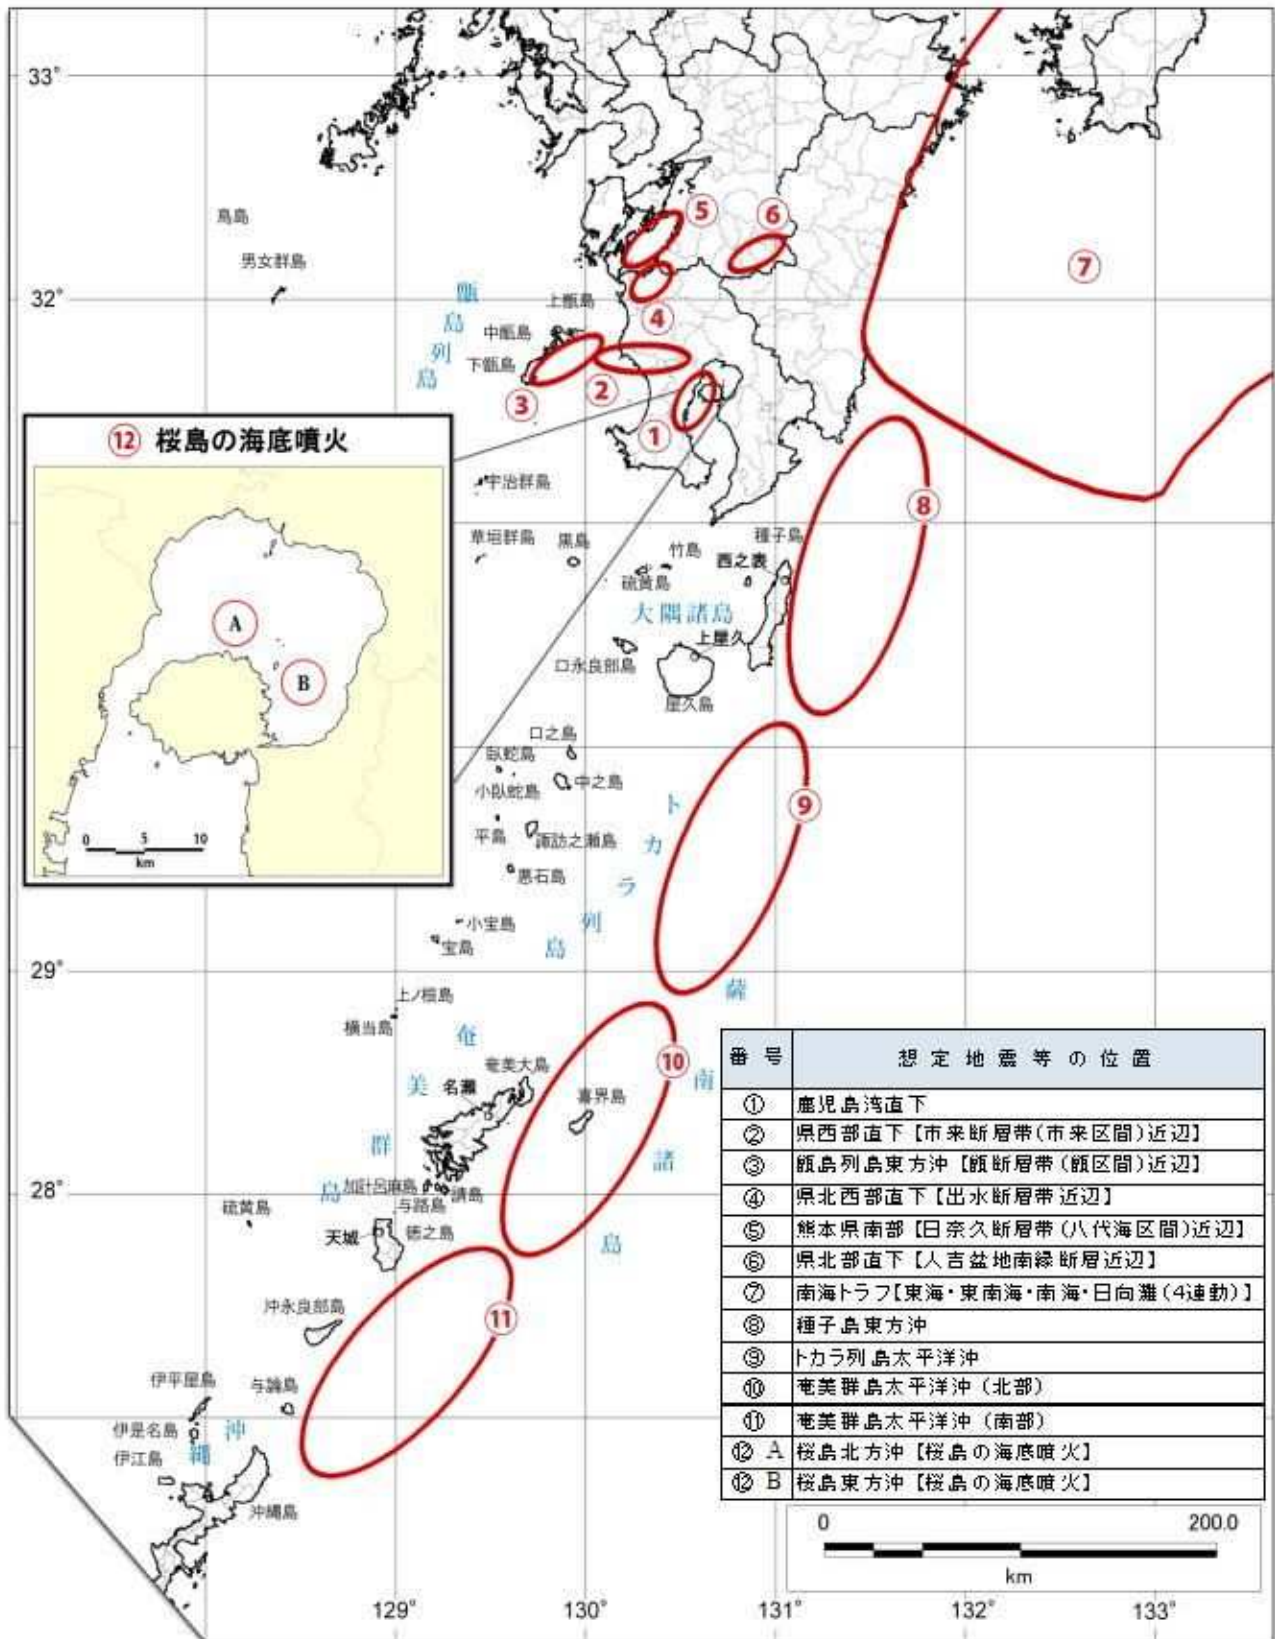 33°
32°
29°
28°
129°
130°
131°
132°
133°
鳥島
男女群島
甑島列島
上甑島
中甑島
下甑島
⑤
⑥
⑦
④
③
②
①
⑧
⑨
⑩
⑪
⑫ 桜島の海底噴火
A
B
0 5 10
km
宇治群島
草垣群島
黒島
竹島
硫黄島
種子島
西之表
大隅諸島
上屋久
口永良部島
屋久島
口之島
臥蛇島
中之島
小臥蛇島
平島
諏訪之瀬島
悪石島
トカラ列島
小宝島
宝島
上ノ根島
横当島
奄美群島
奄美大島
名瀬
喜界島
薩南諸島
加計呂麻島
請島
与路島
硫黄島
天城
徳之島
沖永良部島
伊平屋島
与論島
伊是名島
伊江島
沖縄
沖縄島
番号 想定地震等の位置
① 鹿児島湾直下
② 県西部直下【市来断層帯(市来区間)近辺】
③ 甑島列島東方沖【甑断層帯(甑区間)近辺】
④ 県北西部直下【出水断層帯近辺】
⑤ 熊本県南部【日奈久断層帯(八代海区間)近辺】
⑥ 県北部直下【人吉盆地南縁断層近辺】
⑦ 南海トラフ【東海・東南海・南海・日向灘(4連動)】
⑧ 種子島東方沖
⑨ トカラ列島太平洋沖
⑩ 奄美群島太平洋沖(北部)
⑪ 奄美群島太平洋沖(南部)
⑫ A 桜島北方沖【桜島の海底噴火】
⑫ B 桜島東方沖【桜島の海底噴火】
0 200.0
km